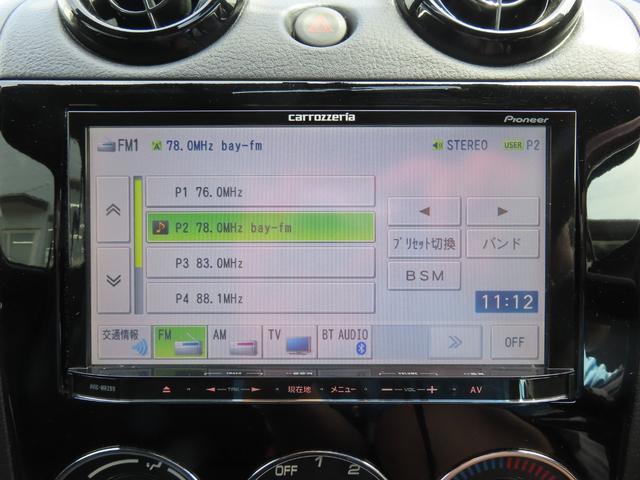 carrozzeria
Pioneer
FM1 78.0MHz bay-fm STEREO USER P2
P1 76.0MHz
P2 78.0MHz bay-fm
P3 83.0MHz
P4 88.1MHz
プリセット切換 バンド
BSM
11:12
交通情報 FM AM TV BT AUDIO OFF
TRK 現在地 メニュー VOL AV
OFF 1 2